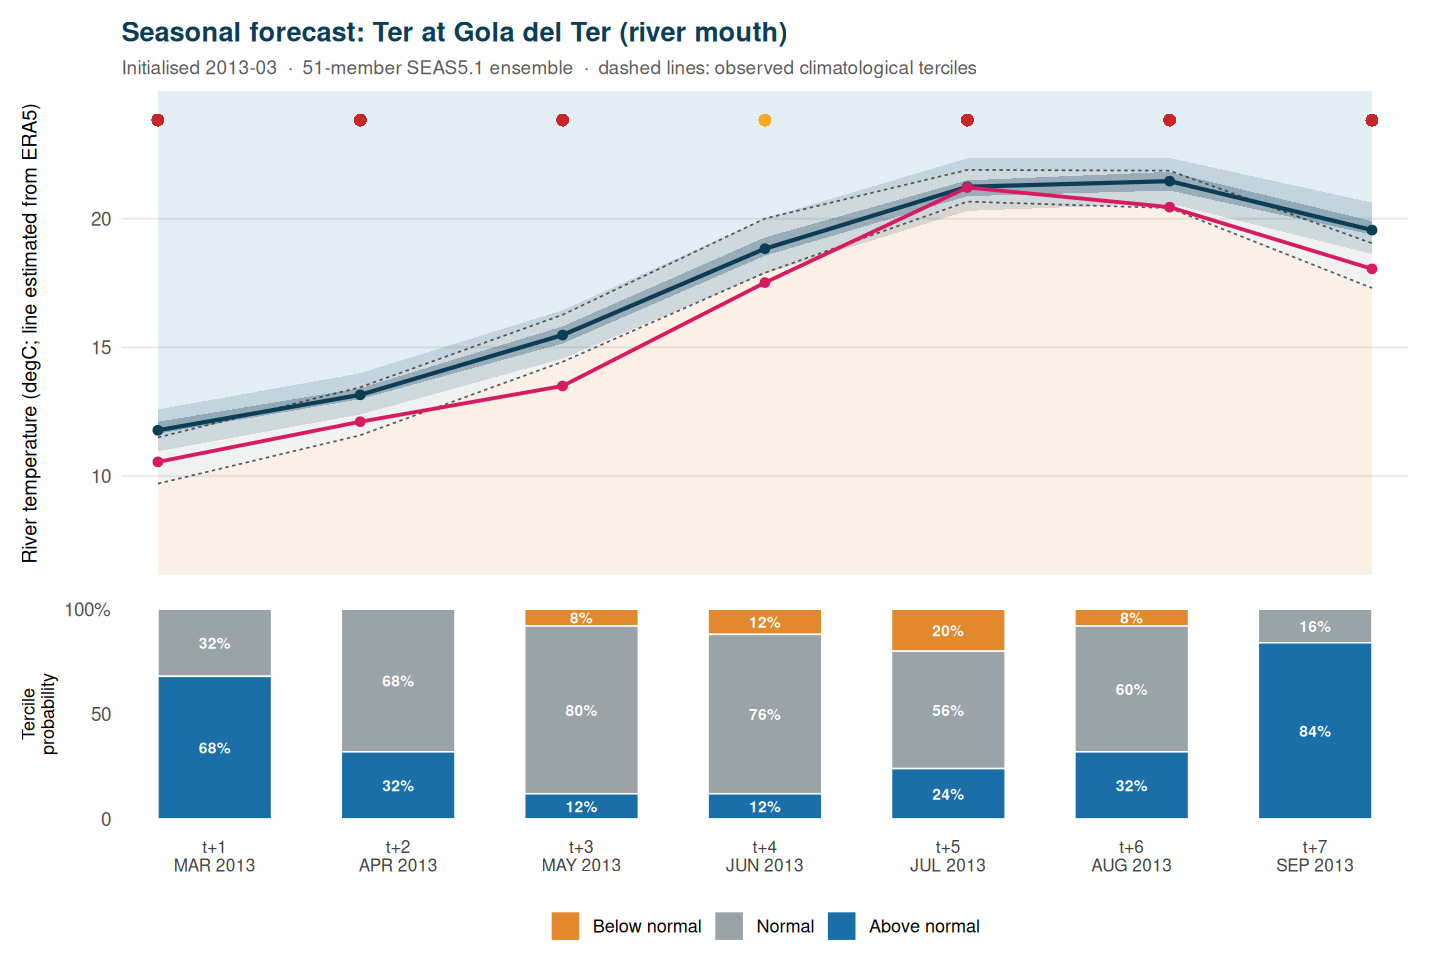 Seasonal forecast: Ter at Gola del Ter (river mouth)
Initialised 2013-03 · 51-member SEAS5.1 ensemble · dashed lines: observed climatological terciles
River temperature (degC; line estimated from ERA5)
20
15
10
Tercile
probability
100%
50
0
32%
68%
68%
32%
8%
80%
12%
12%
76%
12%
20%
56%
24%
8%
60%
32%
16%
84%
t+1
MAR 2013
t+2
APR 2013
t+3
MAY 2013
t+4
JUN 2013
t+5
JUL 2013
t+6
AUG 2013
t+7
SEP 2013
Below normal
Normal
Above normal